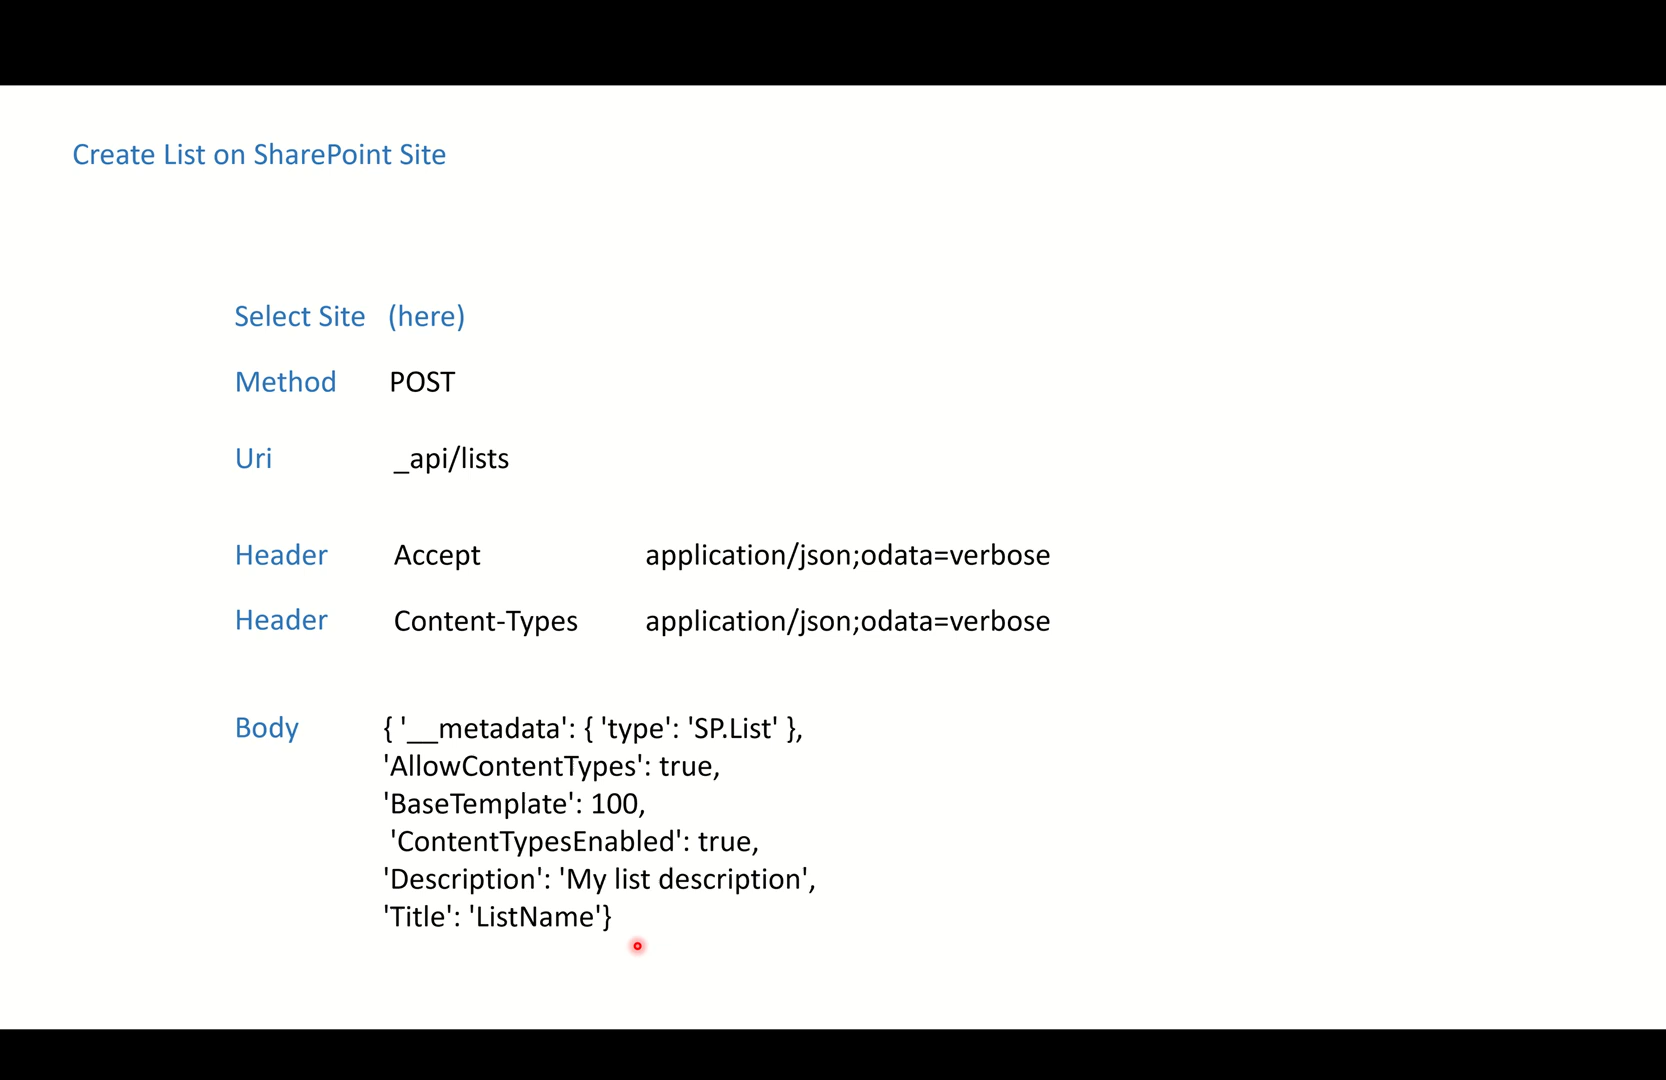 Create List on SharePoint Site
Select Site (here)
Method POST
Uri _api/lists
Header Accept application/json;odata=verbose
Header Content-Types application/json;odata=verbose
Body { '__metadata': { 'type': 'SP.List' },
'AllowContentTypes': true,
'BaseTemplate': 100,
'ContentTypesEnabled': true,
'Description': 'My list description',
'Title': 'ListName'}